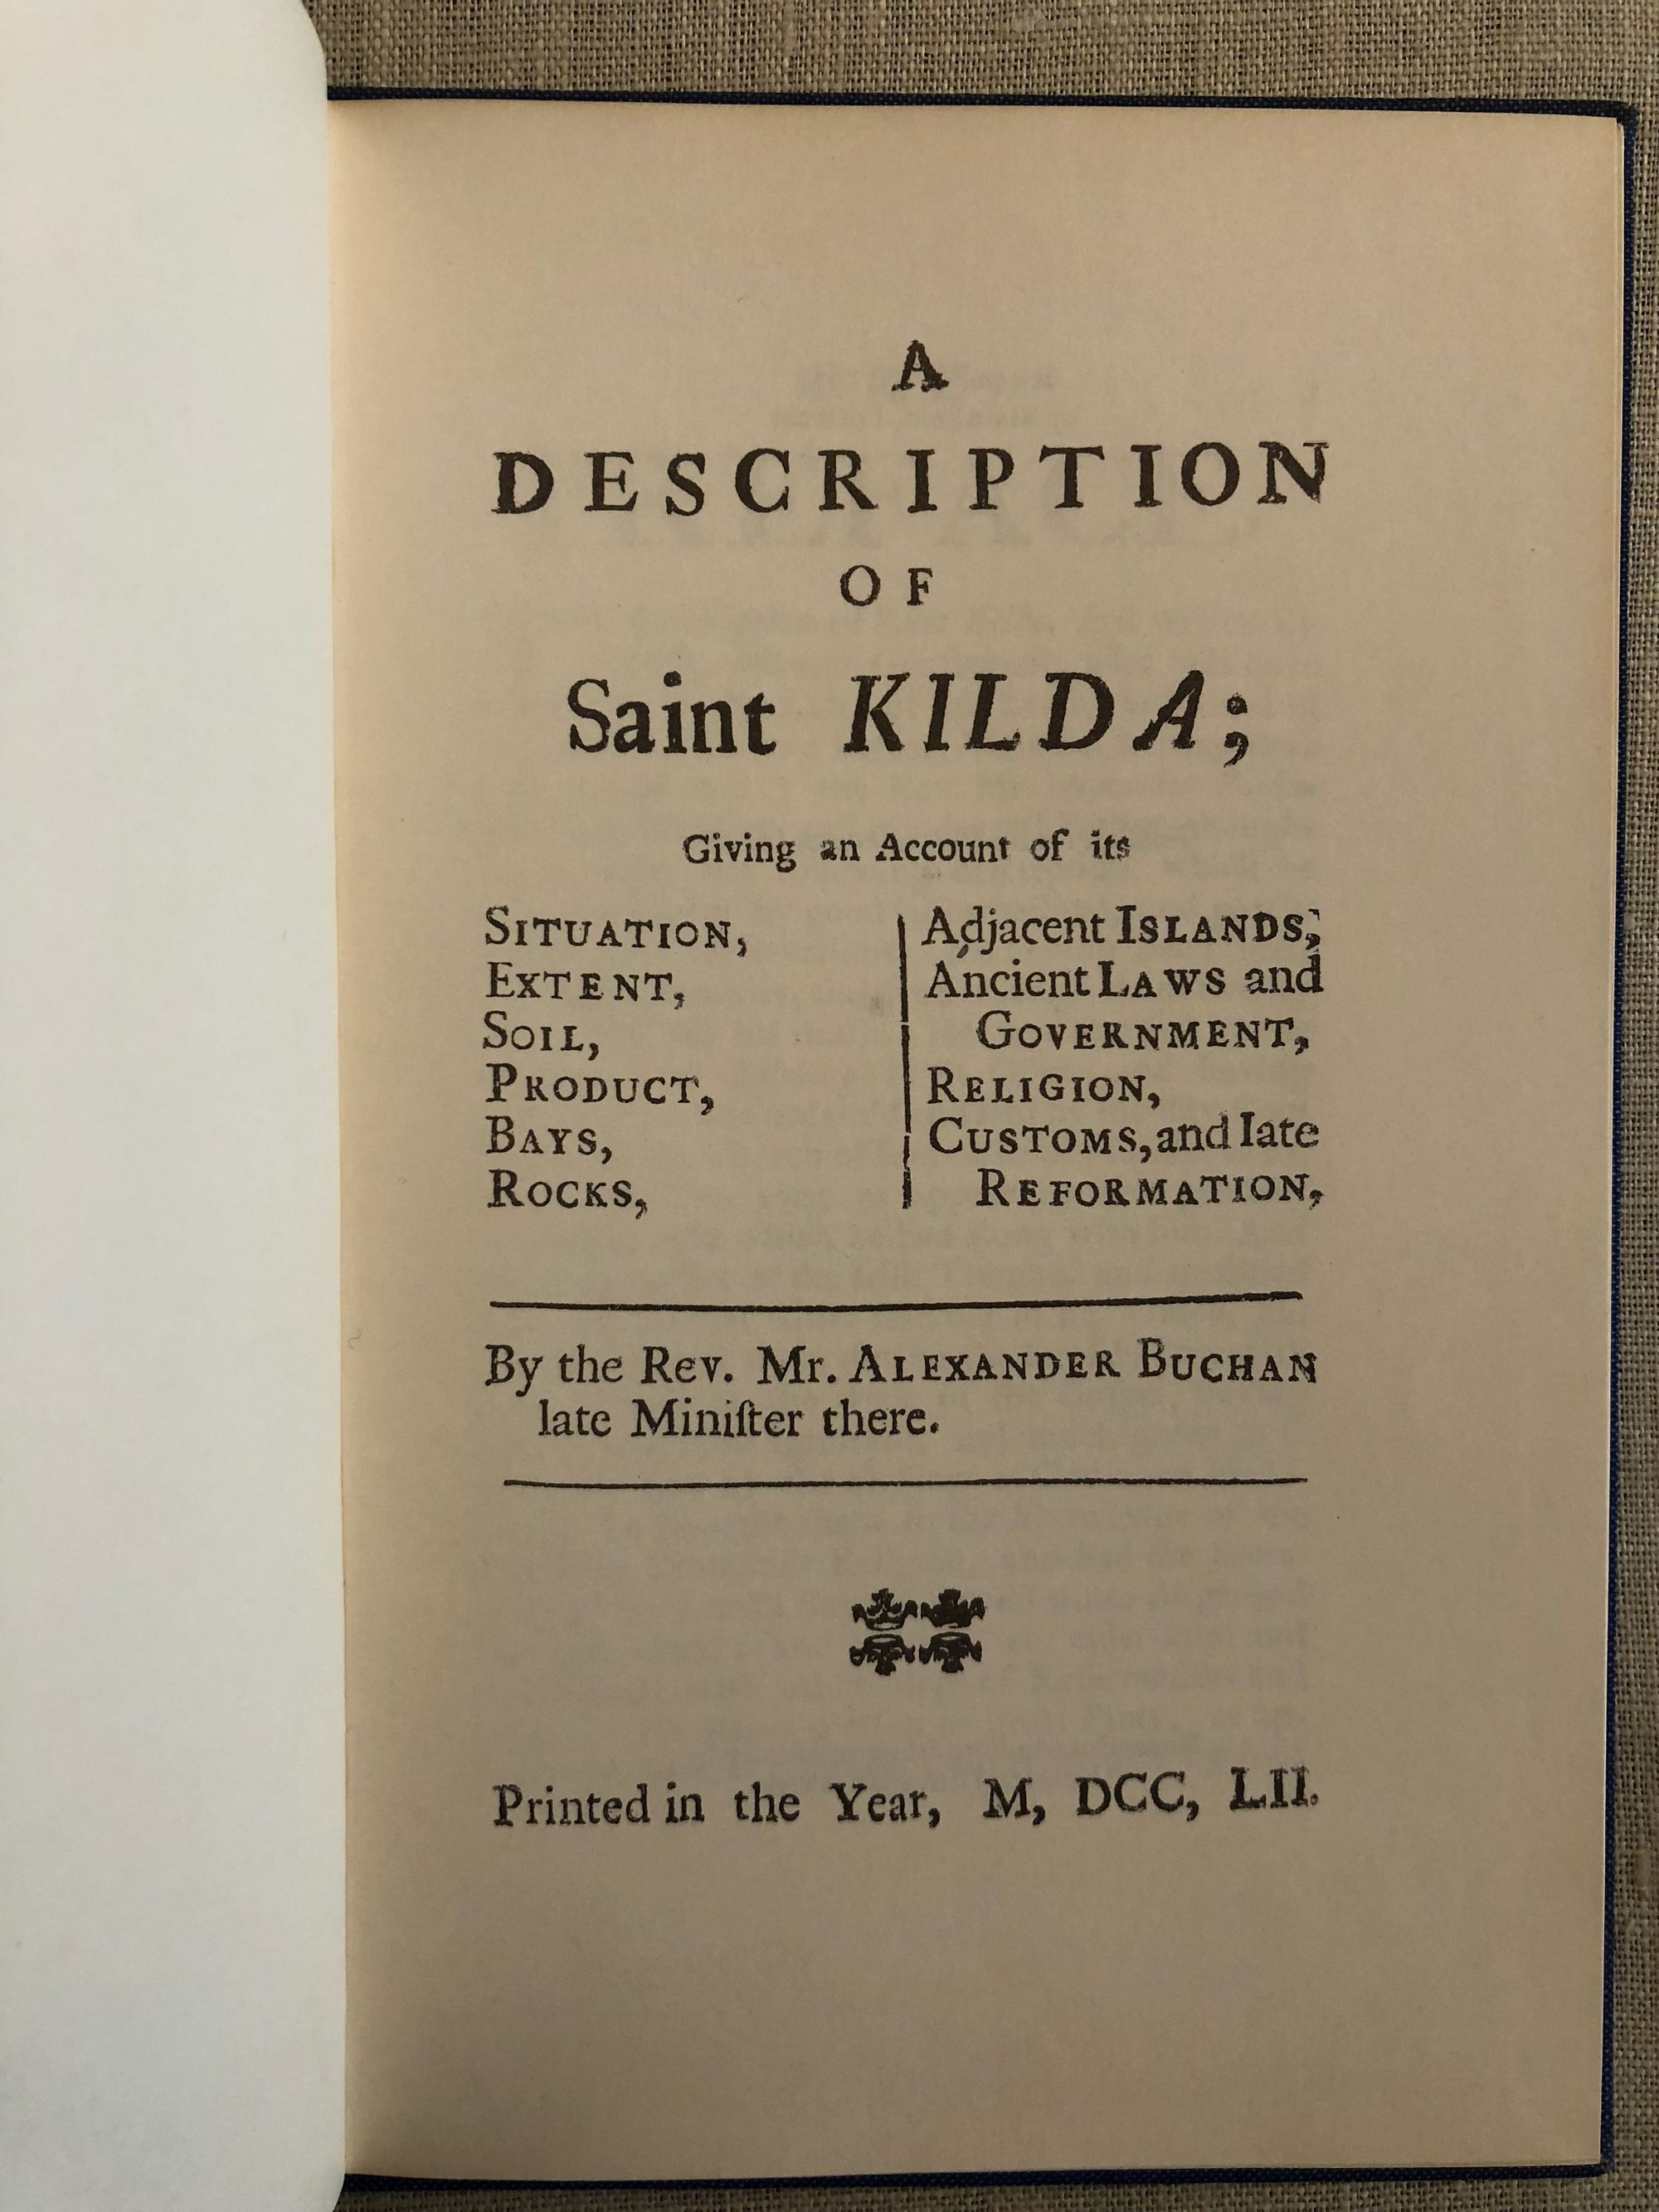 A
DESCRIPTION
OF
Saint KILDA;
Giving an Account of its
SITUATION,
EXTENT,
SOIL,
PRODUCT,
BAYS,
ROCKS,
Adjacent ISLANDS,
Ancient LAWS and
GOVERNMENT,
RELIGION,
CUSTOMS, and late
REFORMATION,
By the Rev. Mr. ALEXANDER BUCHAN
late Miniſter there.
Printed in the Year, M, DCC, LII.